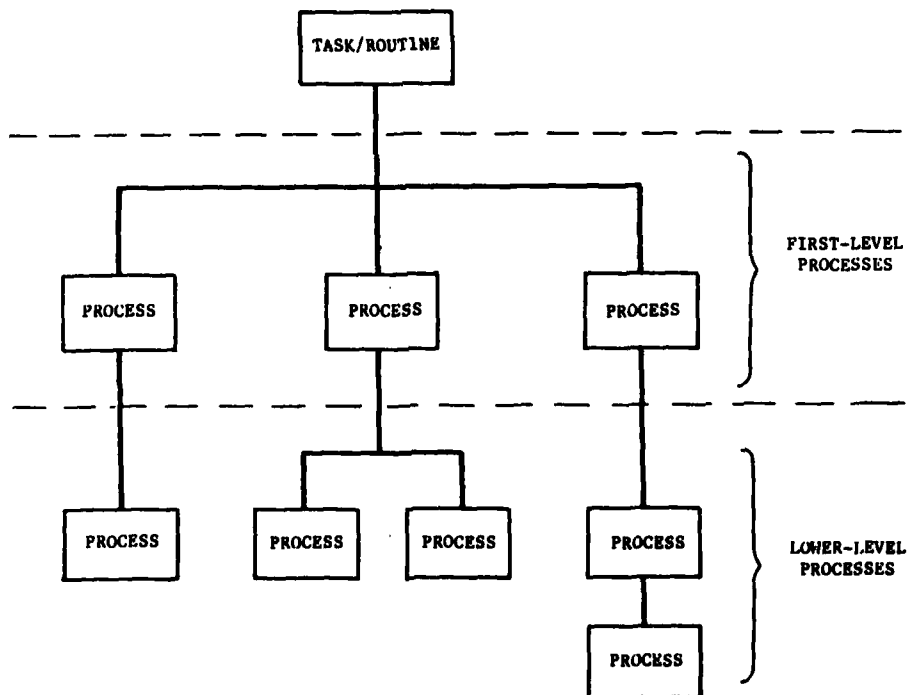 TASK/ROUTINE
FIRST-LEVEL
PROCESSES
PROCESS
PROCESS
PROCESS
PROCESS
PROCESS
PROCESS
PROCESS
LOWER-LEVEL
PROCESSES
PROCESS